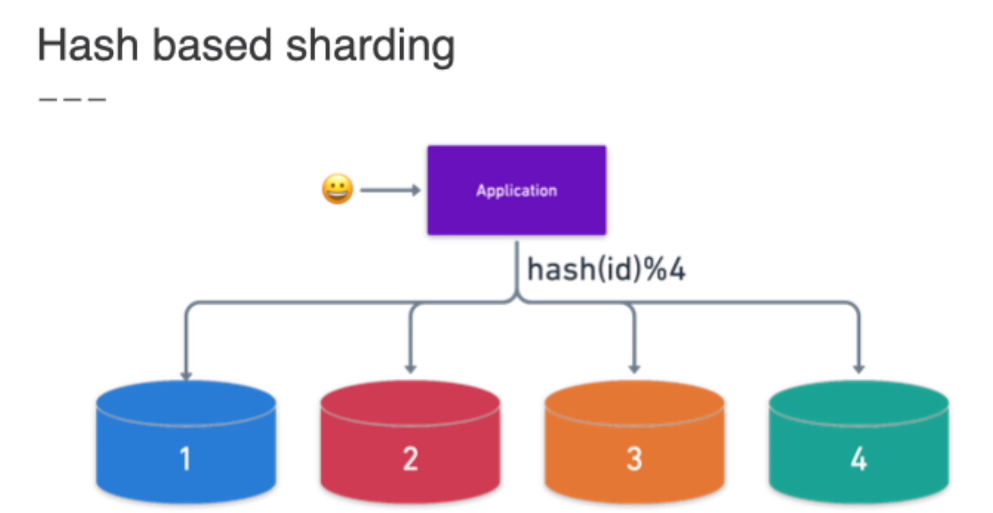 Hash based sharding
---
Application
hash(id)%4
1
2
3
4